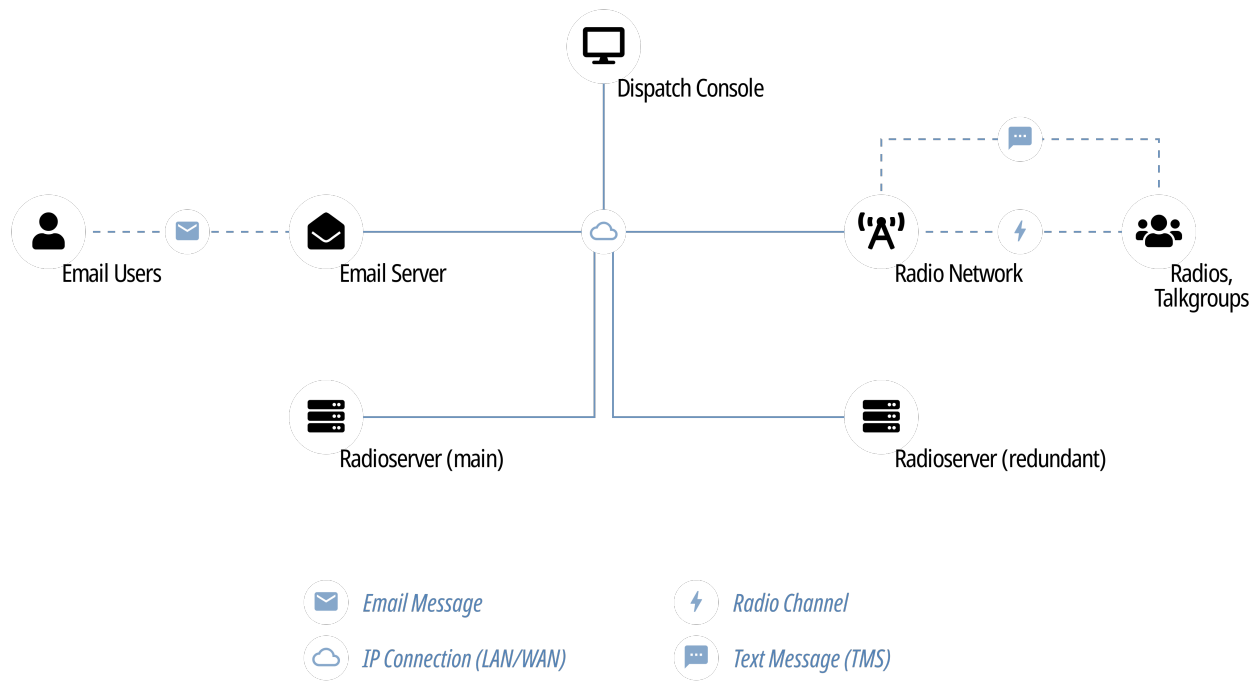 Dispatch Console
Email Users
Email Server
Radio Network
Radios,
Talkgroups
Radioserver (main)
Radioserver (redundant)
Email Message
Radio Channel
IP Connection (LAN/WAN)
Text Message (TMS)